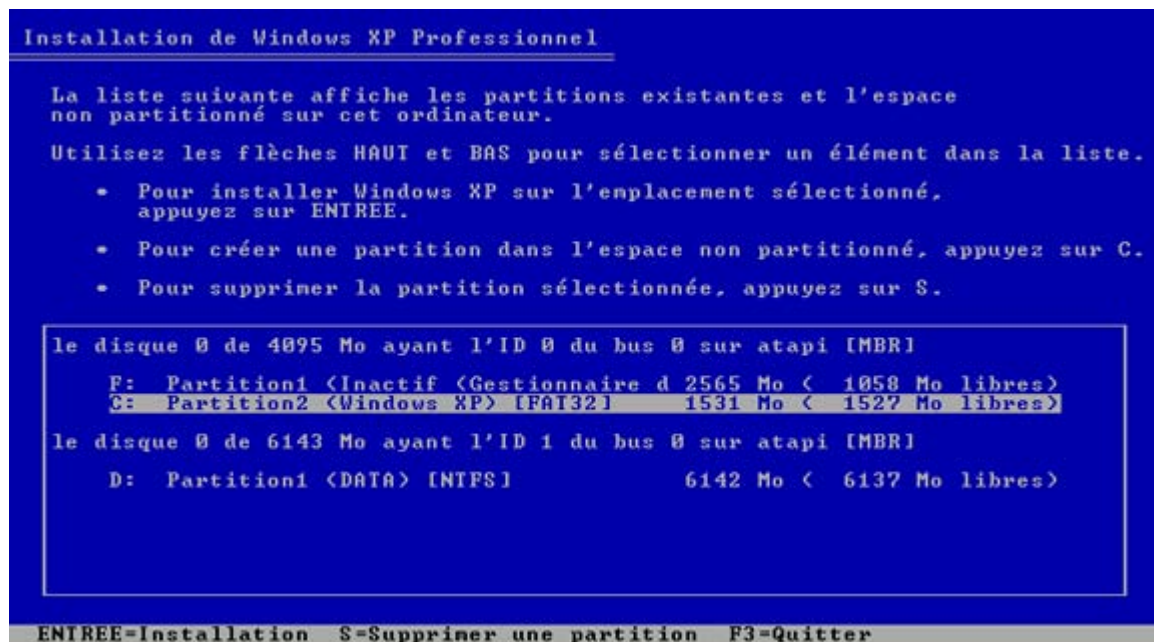 Installation de Windows XP Professionnel
La liste suivante affiche les partitions existantes et l'espace
non partitionné sur cet ordinateur.
Utilisez les flèches HAUT et BAS pour sélectionner un élément dans la liste.
• Pour installer Windows XP sur l'emplacement sélectionné,
appuyez sur ENTREE.
• Pour créer une partition dans l'espace non partitionné, appuyez sur C.
• Pour supprimer la partition sélectionnée, appuyez sur S.
le disque 0 de 4095 Mo ayant l'ID 0 du bus 0 sur atapi [MBR]
F: Partition1 (Inactif (Gestionnaire d 2565 Mo ( 1058 Mo libres)
C: Partition2 (Windows XP) [FAT32] 1531 Mo ( 1527 Mo libres)
le disque 0 de 6143 Mo ayant l'ID 1 du bus 0 sur atapi [MBR]
D: Partition1 (DATA) [NTFS] 6142 Mo ( 6137 Mo libres)
ENTREE=Installation S=Supprimer une partition F3=Quitter